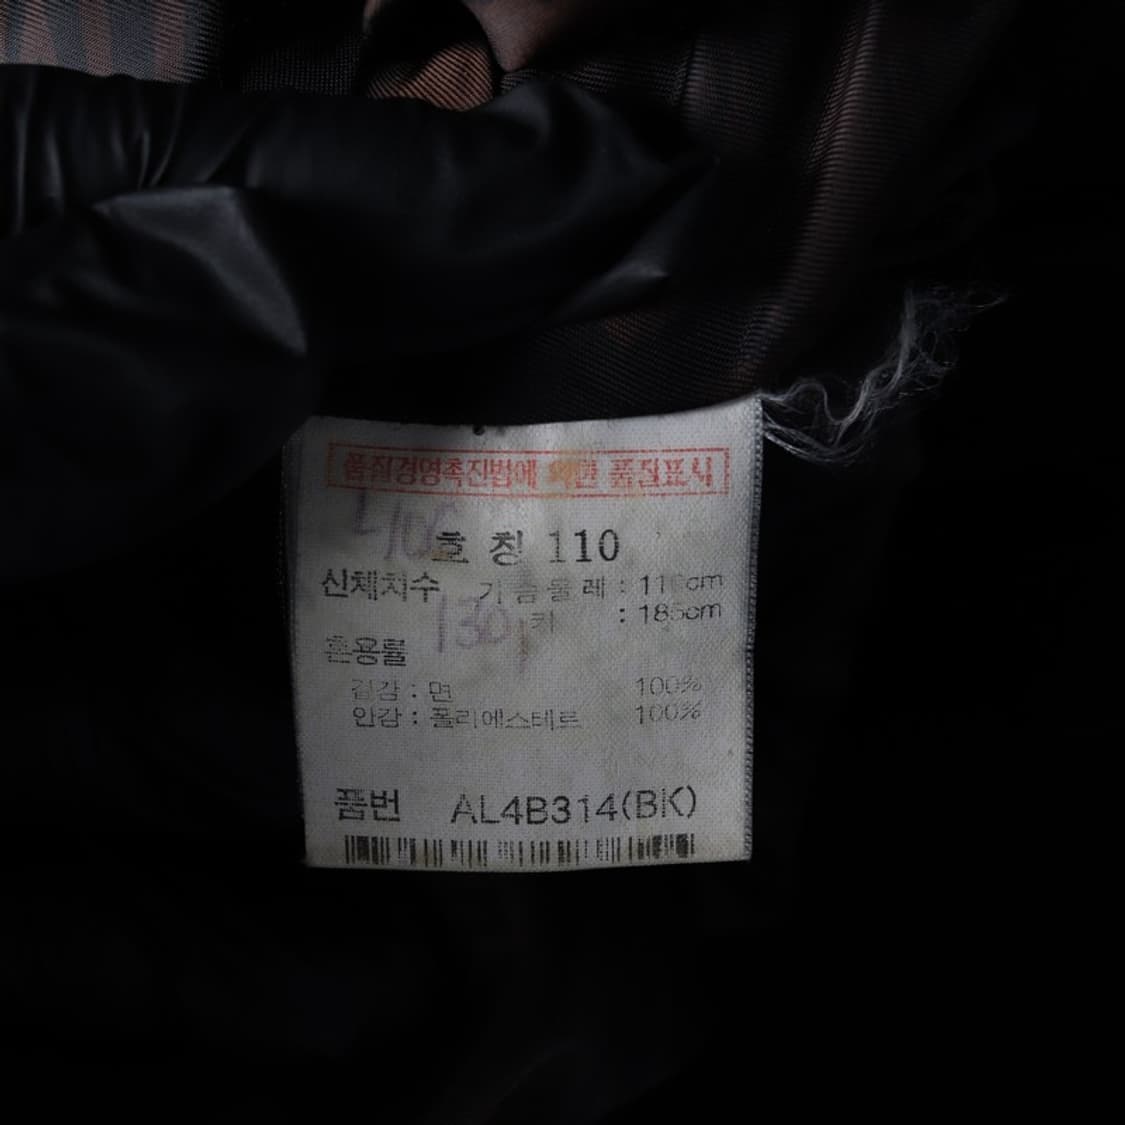 품질경영촉진법에 의한 품질표시
호 칭 110
신체치수 가슴둘레 : 110cm
키 : 185cm
혼용률
겉감 : 면 100%
안감 : 폴리에스테르 100%
품번 AL4B314(BK)